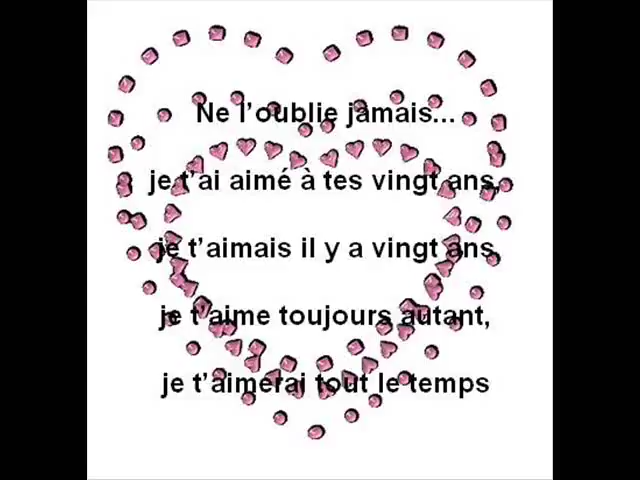 Ne l’oublie jamais...
je t’ai aimé à tes vingt ans,
je t’aimais il y a vingt ans,
je t’aime toujours autant,
je t’aimerai tout le temps